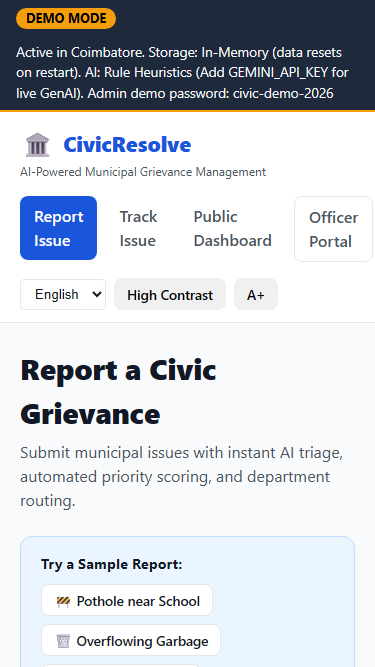 DEMO MODE
Active in Coimbatore. Storage: In-Memory (data resets
on restart). AI: Rule Heuristics (Add GEMINI_API_KEY for
live GenAI). Admin demo password: civic-demo-2026
CivicResolve
AI-Powered Municipal Grievance Management
Report
Issue
Track
Issue
Public
Dashboard
Officer
Portal
English
High Contrast
A+
Report a Civic
Grievance
Submit municipal issues with instant AI triage,
automated priority scoring, and department
routing.
Try a Sample Report:
Pothole near School
Overflowing Garbage